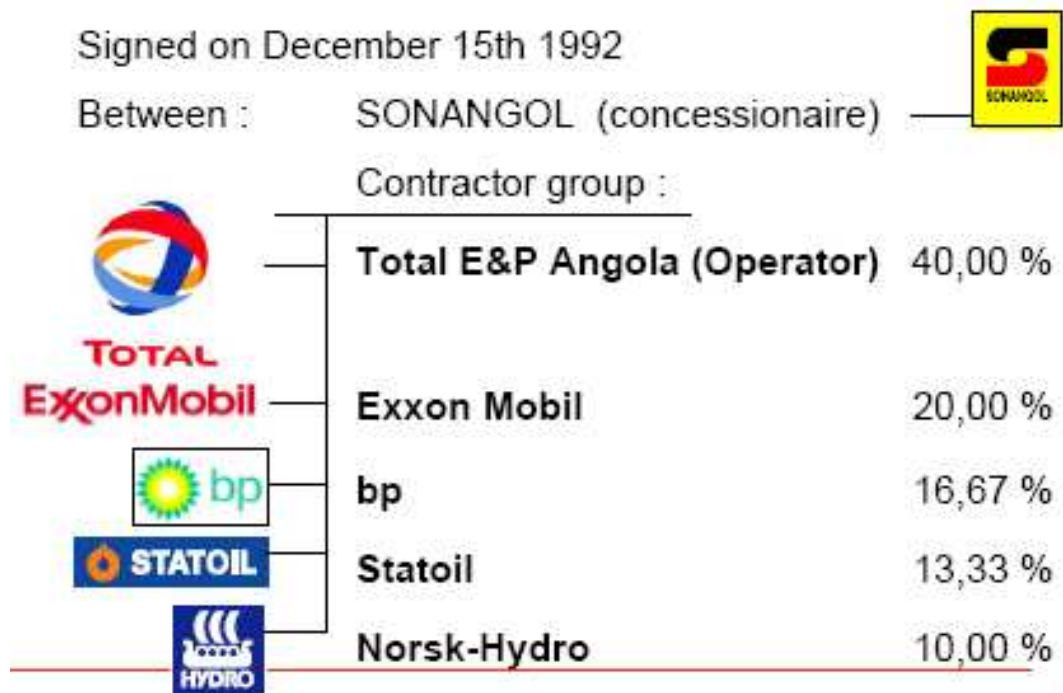 Signed on December 15th 1992
Between : SONANGOL (concessionaire)
SONANGOL
Contractor group :
TOTAL
Total E&P Angola (Operator) 40,00 %
ExxonMobil
Exxon Mobil 20,00 %
bp
bp 16,67 %
STATOIL
Statoil 13,33 %
HYDRO
Norsk-Hydro 10,00 %